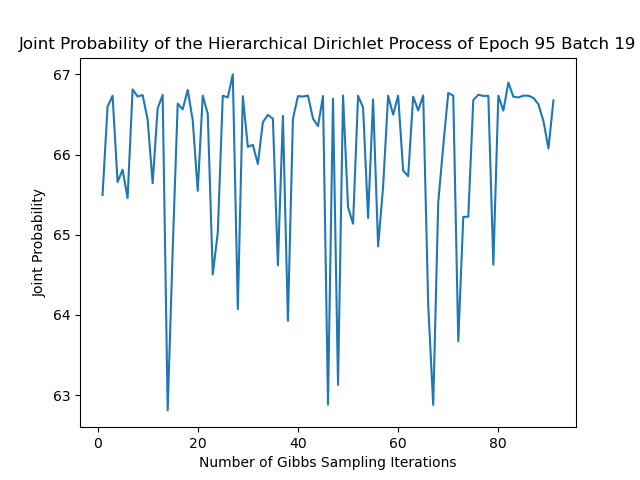 Joint Probability of the Hierarchical Dirichlet Process of Epoch 95 Batch 19
67
66
65
64
63
Joint Probability
0 20 40 60 80
Number of Gibbs Sampling Iterations